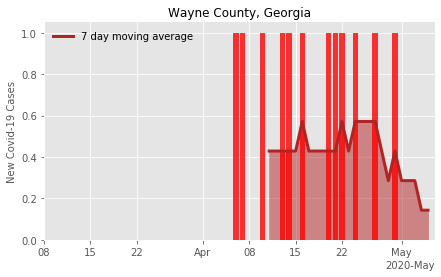 Wayne County, Georgia
7 day moving average
New Covid-19 Cases
1.0
0.8
0.6
0.4
0.2
0.0
08 15 22 Apr 08 15 22 May
2020-May